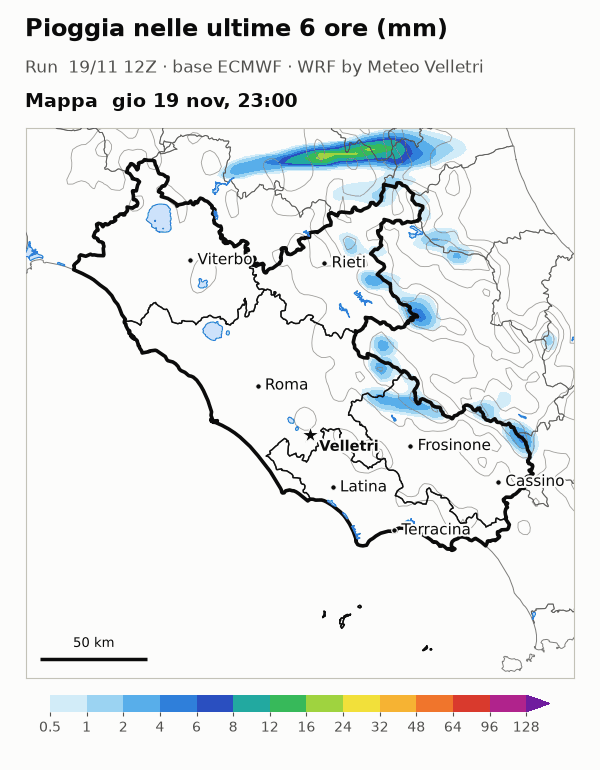 Pioggia nelle ultime 6 ore (mm)
Run  19/11 12Z · base ECMWF · WRF by Meteo Velletri
Mappa  gio 19 nov, 23:00
Viterbo
Rieti
Roma
Velletri
Frosinone
Latina
Cassino
Terracina
50 km
0.5 1 2 4 6 8 12 16 24 32 48 64 96 128